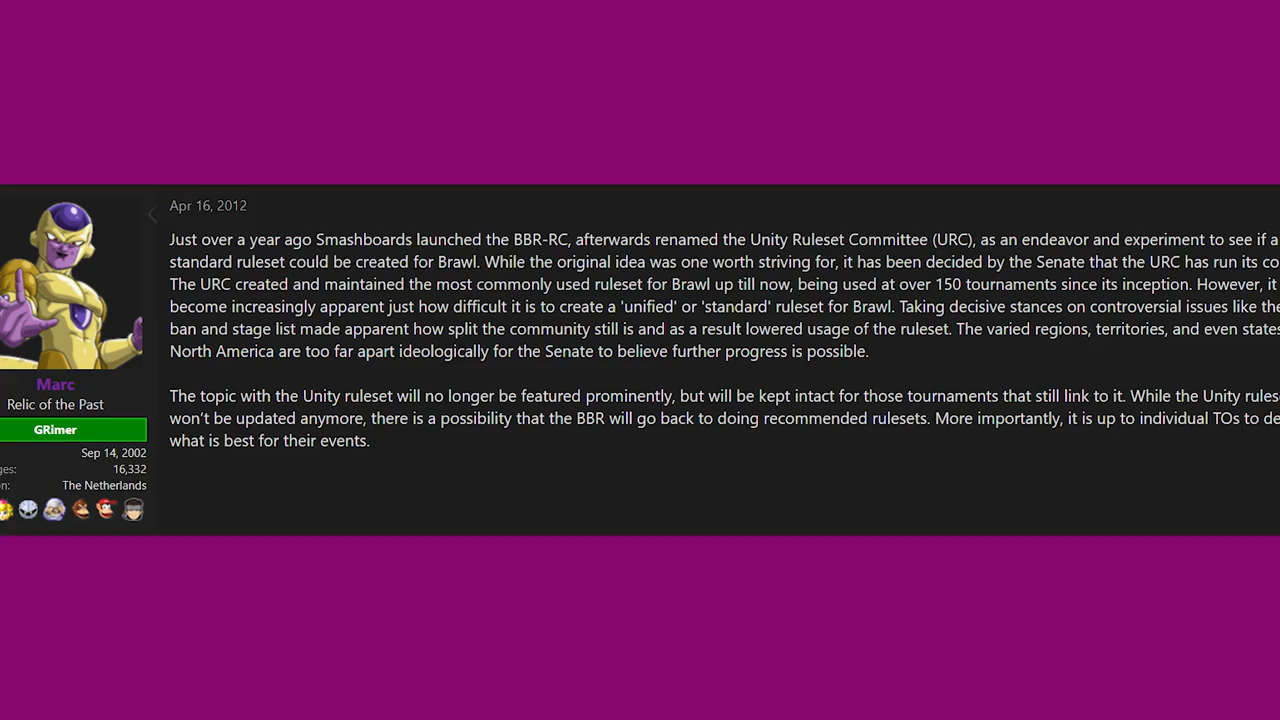 Apr 16, 2012
Just over a year ago Smashboards launched the BBR-RC, afterwards renamed the Unity Ruleset Committee (URC), as an endeavor and experiment to see if a
standard ruleset could be created for Brawl. While the original idea was one worth striving for, it has been decided by the Senate that the URC has run its co
The URC created and maintained the most commonly used ruleset for Brawl up till now, being used at over 150 tournaments since its inception. However, it
become increasingly apparent just how difficult it is to create a 'unified' or 'standard' ruleset for Brawl. Taking decisive stances on controversial issues like the
ban and stage list made apparent how split the community still is and as a result lowered usage of the ruleset. The varied regions, territories, and even states
North America are too far apart ideologically for the Senate to believe further progress is possible.
The topic with the Unity ruleset will no longer be featured prominently, but will be kept intact for those tournaments that still link to it. While the Unity rules
won't be updated anymore, there is a possibility that the BBR will go back to doing recommended rulesets. More importantly, it is up to individual TOs to de
what is best for their events.
Marc
Relic of the Past
GRimer
Sep 14, 2002
ges: 16,332
on: The Netherlands